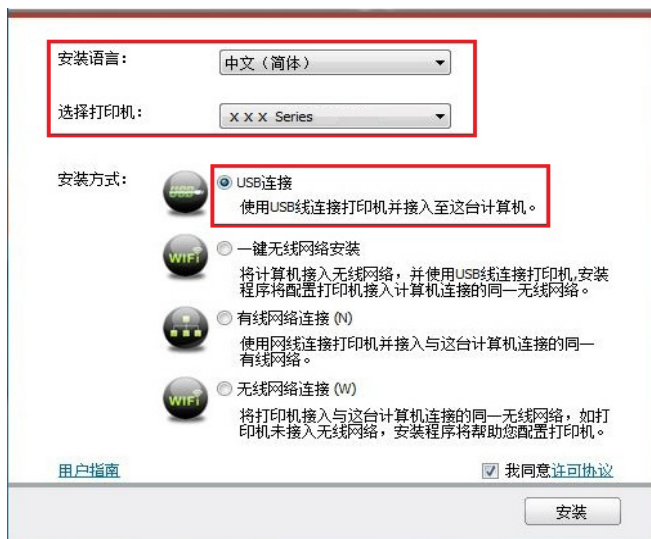 安装语言：
中文（简体）
选择打印机：
X X X Series
安装方式：
USB
USB连接
使用USB线连接打印机并接入至这台计算机。
WiFi
一键无线网络安装
将计算机接入无线网络，并使用USB线连接打印机,安装
程序将配置打印机接入计算机连接的同一无线网络。
有线网络连接 (N)
使用网线连接打印机并接入与这台计算机连接的同一
有线网络。
WiFi
无线网络连接 (W)
将打印机接入与这台计算机连接的同一无线网络，如打
印机未接入无线网络，安装程序将帮助您配置打印机。
用户指南
我同意许可协议
安装